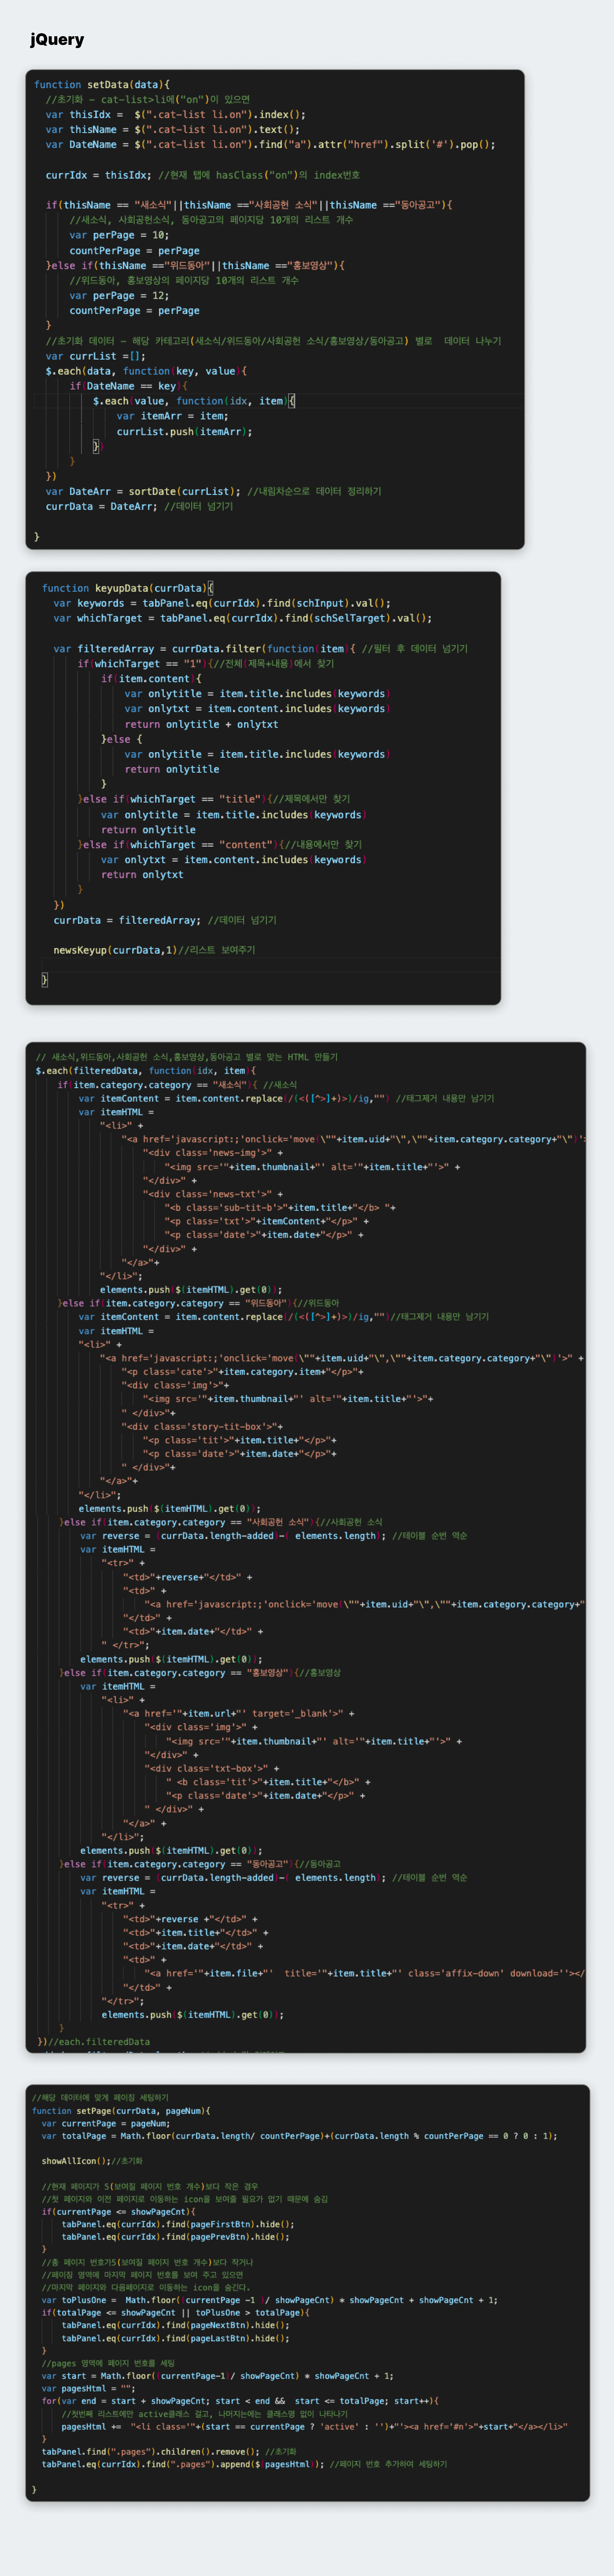 jQuery
function setData(data){
//초기화 - cat-list>li에("on")이 있으면
var thisIdx =  $(".cat-list li.on").index();
var thisName = $(".cat-list li.on").text();
var DateName = $(".cat-list li.on").find("a").attr("href").split('#').pop();
currIdx = thisIdx; //현재 탭에 hasClass("on")의 index번호
if(thisName == "새소식"||thisName =="사회공헌 소식"||thisName =="동아공고"){
//새소식, 사회공헌소식, 동아공고의 페이지당 10개의 리스트 개수
var perPage = 10;
countPerPage = perPage
}else if(thisName =="위드동아"||thisName =="홍보영상"){
//위드동아, 홍보영상의 페이지당 10개의 리스트 개수
var perPage = 12;
countPerPage = perPage
}
//초기화 데이터 - 해당 카테고리(새소식/위드동아/사회공헌 소식/홍보영상/동아공고) 별로  데이터 나누기
var currList =[];
$.each(data, function(key, value){
if(DateName == key){
$.each(value, function(idx, item){
var itemArr = item;
currList.push(itemArr);
})
}
})
var DateArr = sortDate(currList); //내림차순으로 데이터 정리하기
currData = DateArr; //데이터 넘기기
}
function keyupData(currData){
var keywords = tabPanel.eq(currIdx).find(schInput).val();
var whichTarget = tabPanel.eq(currIdx).find(schSelTarget).val();
var filteredArray = currData.filter(function(item){ //필터 후 데이터 넘기기
if(whichTarget == "1"){//전체(제목+내용)에서 찾기
if(item.content){
var onlytitle = item.title.includes(keywords)
var onlytxt = item.content.includes(keywords)
return onlytitle + onlytxt
}else {
var onlytitle = item.title.includes(keywords)
return onlytitle
}
}else if(whichTarget == "title"){//제목에서만 찾기
var onlytitle = item.title.includes(keywords)
return onlytitle
}else if(whichTarget == "content"){//내용에서만 찾기
var onlytxt = item.content.includes(keywords)
return onlytxt
}
})
currData = filteredArray; //데이터 넘기기
newsKeyup(currData,1)//리스트 보여주기
}
// 새소식,위드동아,사회공헌 소식,홍보영상,동아공고 별로 맞는 HTML 만들기
$.each(filteredData, function(idx, item){
if(item.category.category == "새소식"){ //새소식
var itemContent = item.content.replace(/(<([^>]+)>)/ig,"") //태그제거 내용만 남기기
var itemHTML =
"<li>" +
"<a href='javascript:;'onclick='move(\""+item.uid+"\",\""+item.category.category+"\")'>
"<div class='news-img'>" +
"<img src='"+item.thumbnail+"' alt='"+item.title+"'>" +
"</div>" +
"<div class='news-txt'>" +
"<b class='sub-tit-b'>"+item.title+"</b> "+
"<p class='txt'>"+itemContent+"</p>" +
"<p class='date'>"+item.date+"</p>" +
"</div>" +
"</a>"+
"</li>";
elements.push($(itemHTML).get(0));
}else if(item.category.category == "위드동아"){//위드동아
var itemContent = item.content.replace(/(<([^>]+)>)/ig,"")//태그제거 내용만 남기기
var itemHTML =
"<li>" +
"<a href='javascript:;'onclick='move(\""+item.uid+"\",\""+item.category.category+"\")'>" +
"<p class='cate'>"+item.category.item+"</p>"+
"<div class='img'>"+
"<img src='"+item.thumbnail+"' alt='"+item.title+"'>"+
" </div>"+
"<div class='story-tit-box'>"+
"<p class='tit'>"+item.title+"</p>"+
"<p class='date'>"+item.date+"</p>"+
" </div>"+
"</a>"+
"</li>";
elements.push($(itemHTML).get(0));
}else if(item.category.category == "사회공헌 소식"){//사회공헌 소식
var reverse = (currData.length-added)-( elements.length); //테이블 순번 역순
var itemHTML =
"<tr>" +
"<td>"+reverse+"</td>" +
"<td>" +
"<a href='javascript:;'onclick='move(\""+item.uid+"\",\""+item.category.category+"
"</td>" +
"<td>"+item.date+"</td>" +
" </tr>";
elements.push($(itemHTML).get(0));
}else if(item.category.category == "홍보영상"){//홍보영상
var itemHTML =
"<li>" +
"<a href='"+item.url+"' target='_blank'>" +
"<div class='img'>" +
"<img src='"+item.thumbnail+"' alt='"+item.title+"'>" +
"</div>" +
"<div class='txt-box'>" +
" <b class='tit'>"+item.title+"</b>" +
"<p class='date'>"+item.date+"</p>" +
" </div>" +
"</a>" +
"</li>";
elements.push($(itemHTML).get(0));
}else if(item.category.category == "동아공고"){//동아공고
var reverse = (currData.length-added)-( elements.length); //테이블 순번 역순
var itemHTML =
"<tr>" +
"<td>"+reverse +"</td>" +
"<td>"+item.title+"</td>" +
"<td>"+item.date+"</td>" +
"<td>" +
"<a href='"+item.file+"'  title='"+item.title+"' class='affix-down' download=''></
"</td>" +
"</tr>";
elements.push($(itemHTML).get(0));
}
})//each.filteredData
//해당 데이터에 맞게 페이징 세팅하기
function setPage(currData, pageNum){
var currentPage = pageNum;
var totalPage = Math.floor(currData.length/ countPerPage)+(currData.length % countPerPage == 0 ? 0 : 1);
showAllIcon();//초기화
//현재 페이지가 5(보여질 페이지 번호 개수)보다 작은 경우
//첫 페이지와 이전 페이지로 이동하는 icon을 보여줄 필요가 없기 때문에 숨김
if(currentPage <= showPageCnt){
tabPanel.eq(currIdx).find(pageFirstBtn).hide();
tabPanel.eq(currIdx).find(pagePrevBtn).hide();
}
//총 페이지 번호가5(보여질 페이지 번호 개수)보다 작거나
//페이징 영역에 마지막 페이지 번호를 보여 주고 있으면
//마지막 페이지와 다음페이지로 이동하는 icon을 숨긴다.
var toPlusOne =  Math.floor((currentPage -1 )/ showPageCnt) * showPageCnt + showPageCnt + 1;
if(totalPage <= showPageCnt || toPlusOne > totalPage){
tabPanel.eq(currIdx).find(pageNextBtn).hide();
tabPanel.eq(currIdx).find(pageLastBtn).hide();
}
//pages 영역에 페이지 번호를 세팅
var start = Math.floor((currentPage-1)/ showPageCnt) * showPageCnt + 1;
var pagesHtml = "";
for(var end = start + showPageCnt; start < end &&  start <= totalPage; start++){
//첫번째 리스트에만 active클래스 걸고, 나머지는에는 클래스명 없이 나타나기
pagesHtml +=  "<li class='"+(start == currentPage ? 'active' : '')+"'><a href='#n'>"+start+"</a></li>"
}
tabPanel.find(".pages").children().remove(); //초기화
tabPanel.eq(currIdx).find(".pages").append($(pagesHtml)); //페이지 번호 추가하여 세팅하기
}